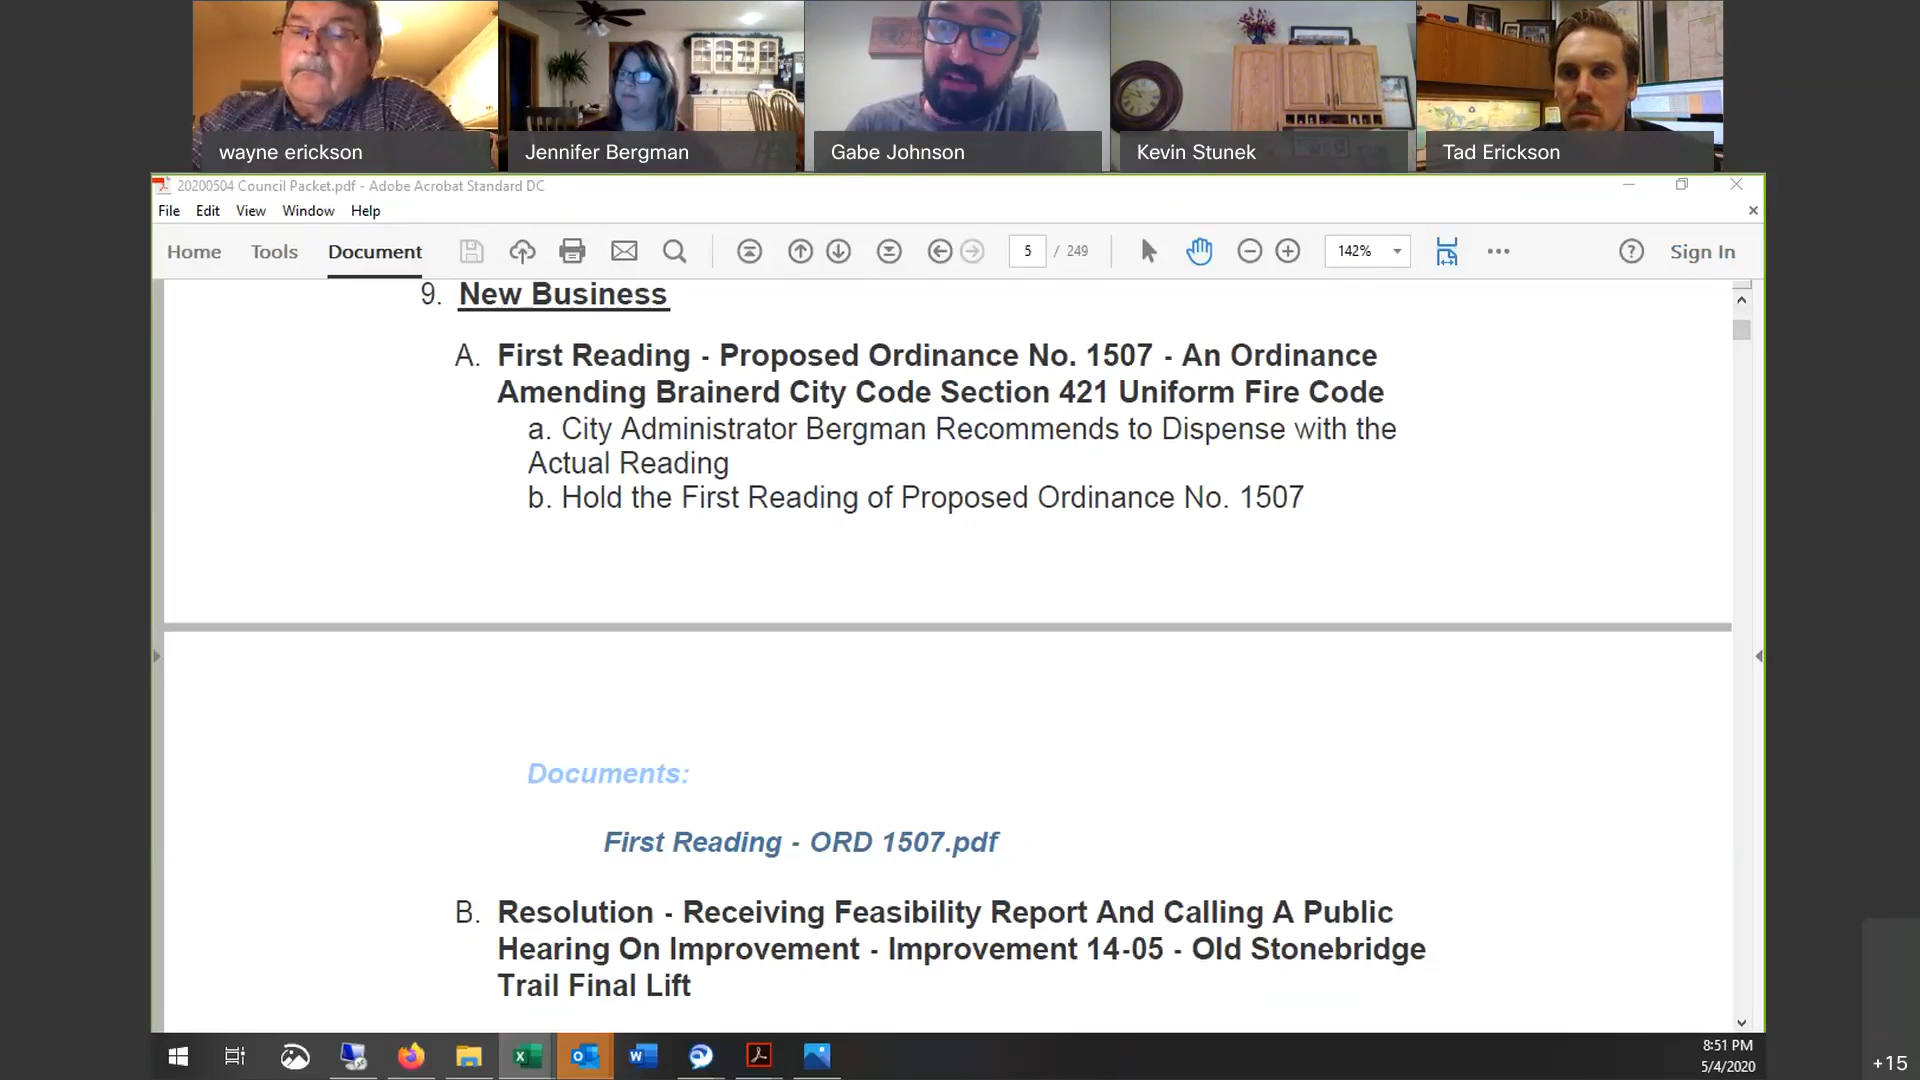 wayne erickson
Jennifer Bergman
Gabe Johnson
Kevin Stunek
Tad Erickson
20200504 Council Packet.pdf - Adobe Acrobat Standard DC
File Edit View Window Help
Home Tools Document 5 / 249 142% Sign In
9. New Business
A. First Reading - Proposed Ordinance No. 1507 - An Ordinance
Amending Brainerd City Code Section 421 Uniform Fire Code
a. City Administrator Bergman Recommends to Dispense with the
Actual Reading
b. Hold the First Reading of Proposed Ordinance No. 1507
Documents:
First Reading - ORD 1507.pdf
B. Resolution - Receiving Feasibility Report And Calling A Public
Hearing On Improvement - Improvement 14-05 - Old Stonebridge
Trail Final Lift
8:51 PM
5/4/2020
+15